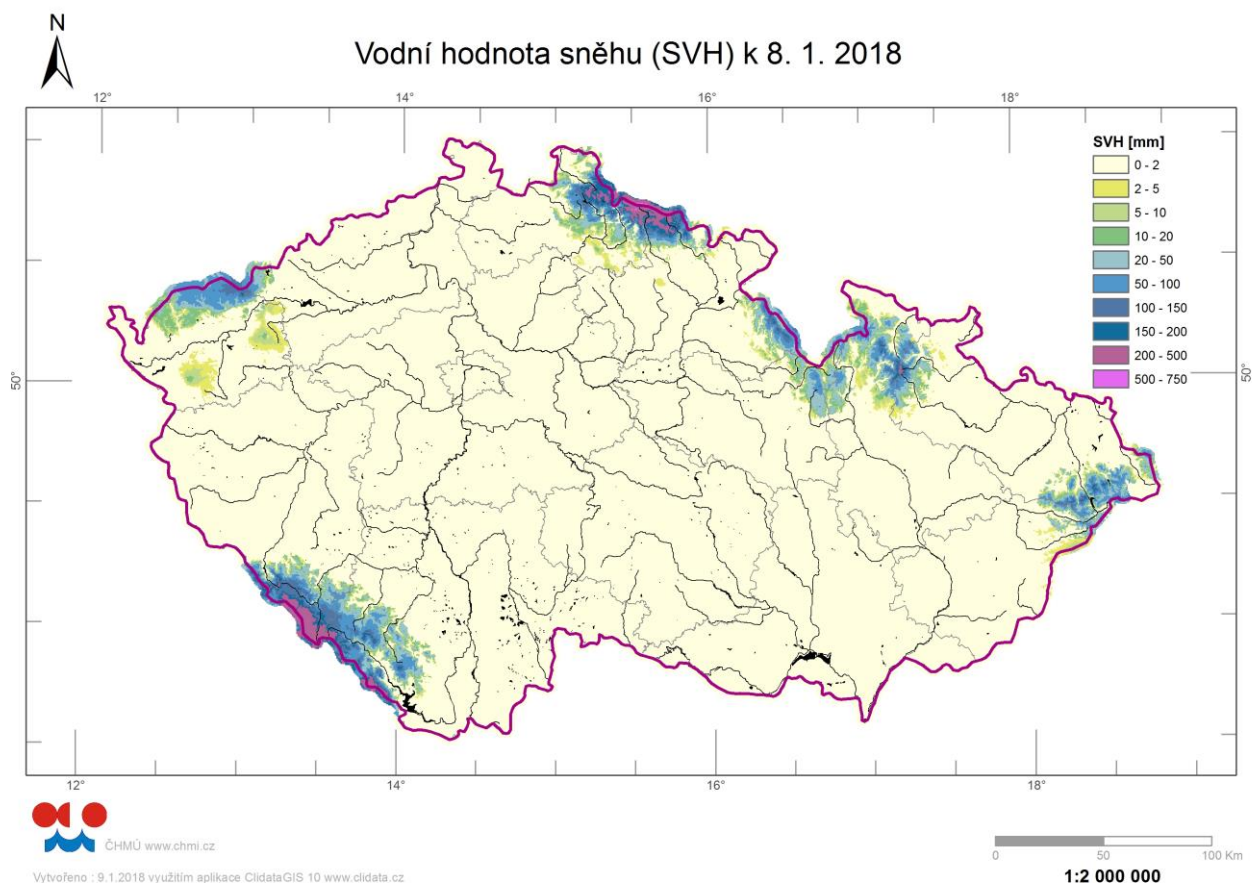 N
Vodní hodnota sněhu (SVH) k 8. 1. 2018
12° 14° 16° 18°
SVH [mm]
0 - 2
2 - 5
5 - 10
10 - 20
20 - 50
50 - 100
100 - 150
150 - 200
200 - 500
500 - 750
50° 50°
12° 14° 16° 18°
ČHMÚ www.chmi.cz
0 50 100 Km
Vytvořeno : 9.1.2018 využitím aplikace ClidataGIS 10 www.clidata.cz
1:2 000 000